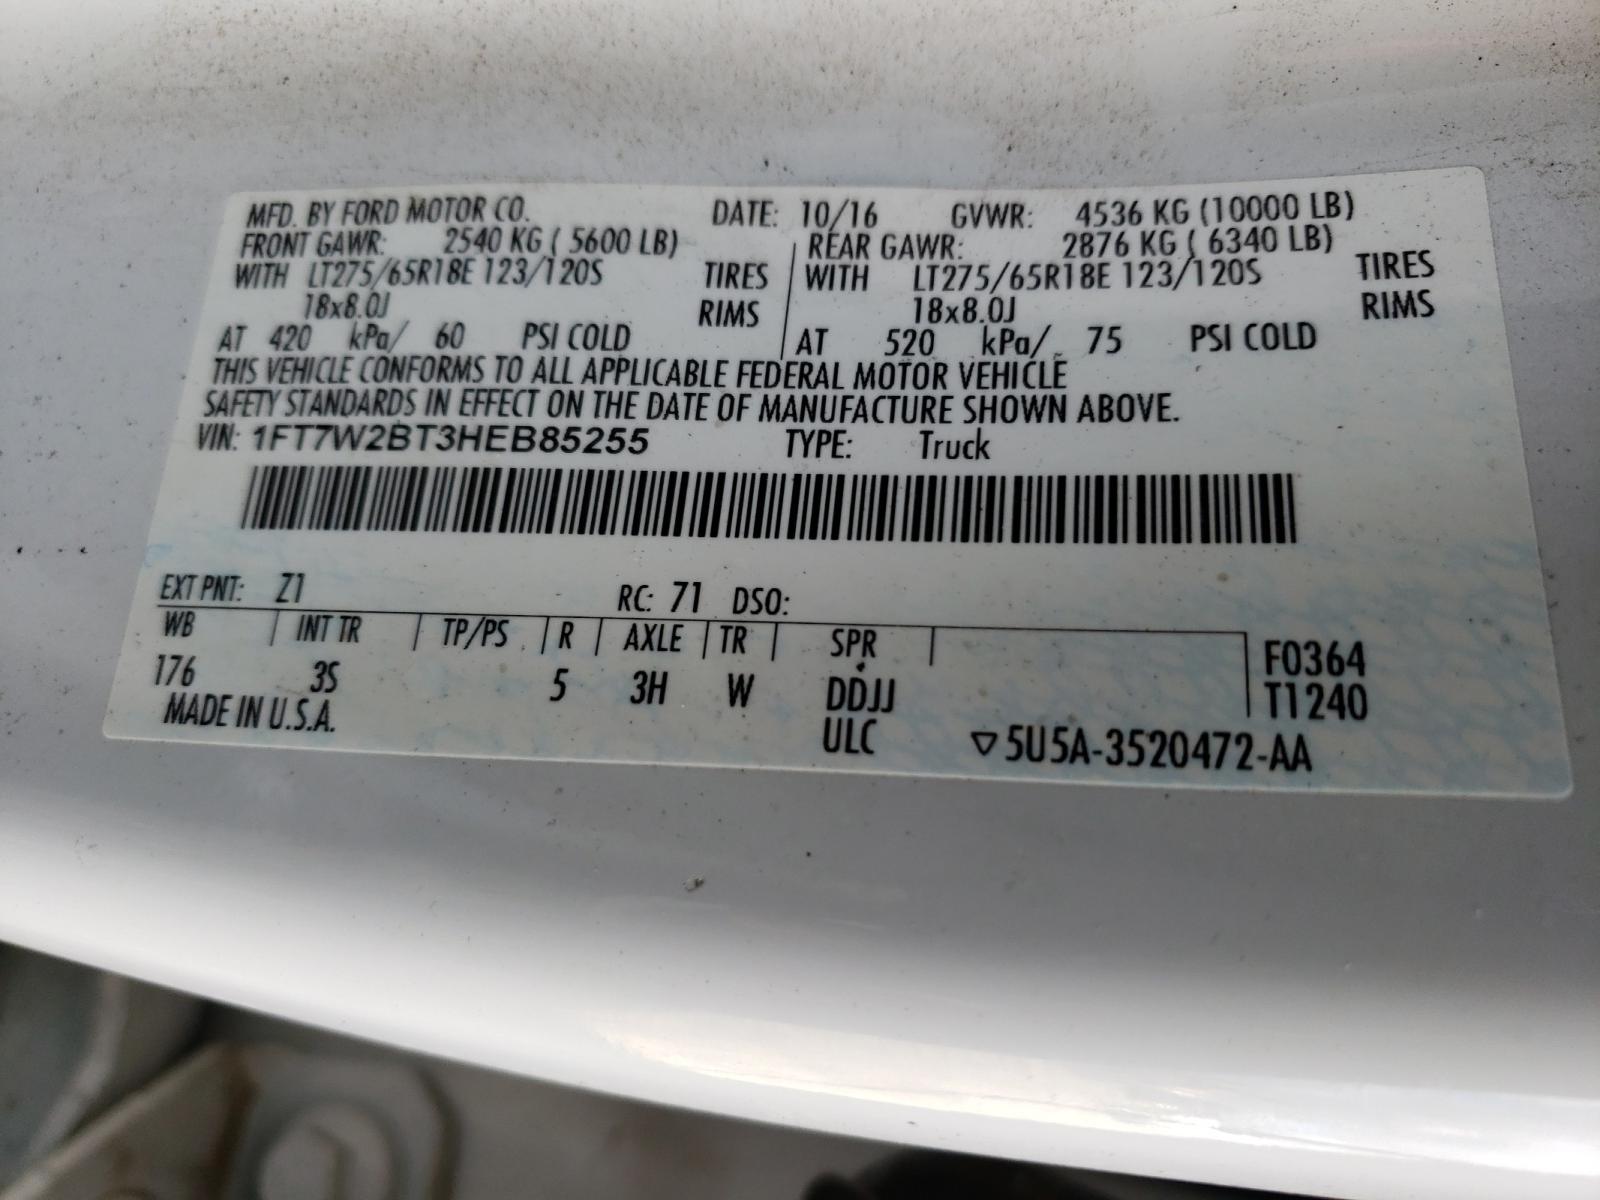 MFD. BY FORD MOTOR CO. DATE: 10/16 GVWR: 4536 KG (10000 LB)
FRONT GAWR: 2540 KG ( 5600 LB) REAR GAWR: 2876 KG ( 6340 LB)
WITH LT275/65R18E 123/120S TIRES WITH LT275/65R18E 123/120S TIRES
18x8.0J RIMS 18x8.0J RIMS
AT 420 kPa/ 60 PSI COLD AT 520 kPa/ 75 PSI COLD
THIS VEHICLE CONFORMS TO ALL APPLICABLE FEDERAL MOTOR VEHICLE
SAFETY STANDARDS IN EFFECT ON THE DATE OF MANUFACTURE SHOWN ABOVE.
VIN: 1FT7W2BT3HEB85255 TYPE: Truck
EXT PNT: Z1 RC: 71 DSO:
WB INT TR TP/PS R AXLE TR SPR F0364
176 3S 5 3H W DDJJ T1240
MADE IN U.S.A. ULC ▽5U5A-3520472-AA